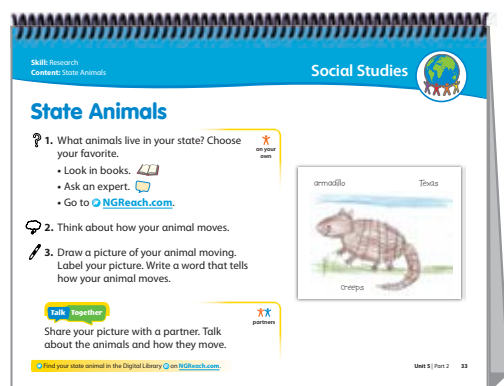 Skill: Research
Content: State Animals
Social Studies
State Animals
1. What animals live in your state? Choose
your favorite.
• Look in books.
• Ask an expert.
• Go to NGReach.com.
on your
own
2. Think about how your animal moves.
3. Draw a picture of your animal moving.
Label your picture. Write a word that tells
how your animal moves.
armadillo
Texas
creeps
Talk Together
Share your picture with a partner. Talk
about the animals and how they move.
partners
Find your state animal in the Digital Library on NGReach.com.
Unit 5 | Part 2 33